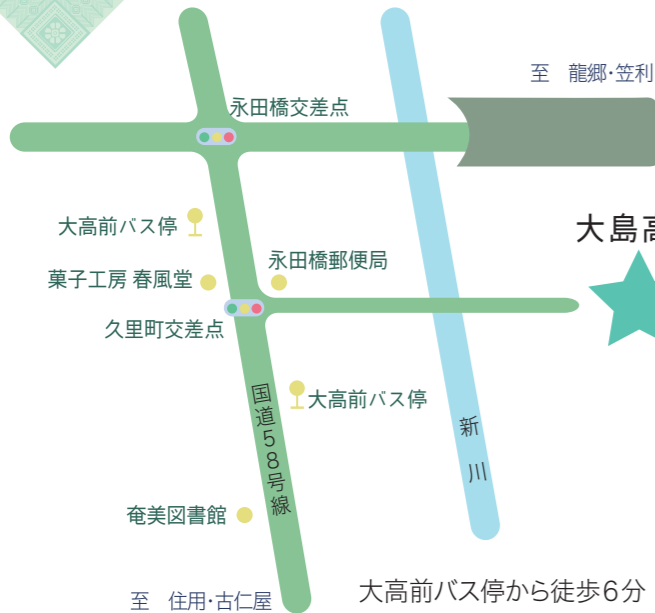 至　龍郷・笠利
永田橋交差点
大高前バス停
大島高
永田橋郵便局
菓子工房 春風堂
久里町交差点
大高前バス停
国道58号線
新川
奄美図書館
至　住用・古仁屋
大高前バス停から徒歩6分